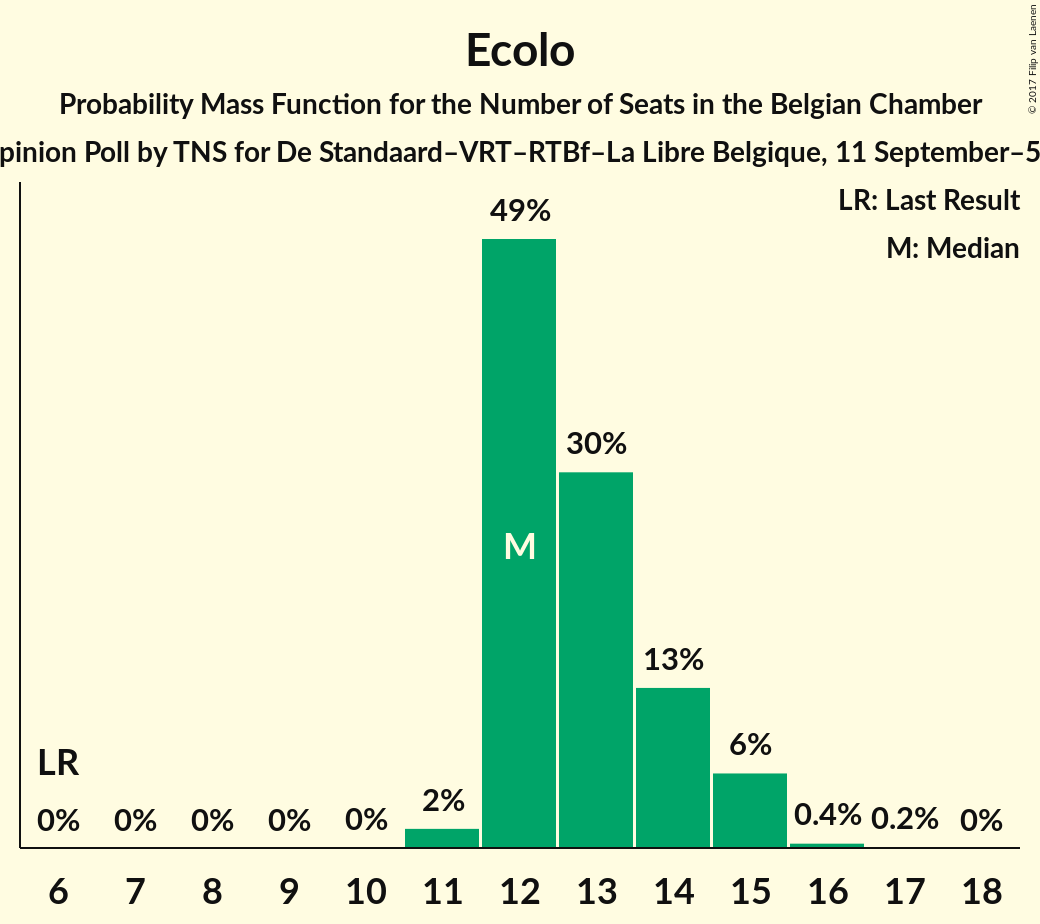 Ecolo
Probability Mass Function for the Number of Seats in the Belgian Chamber
pinion Poll by TNS for De Standaard–VRT–RTBf–La Libre Belgique, 11 September–5
© 2017 Filip van Laenen
LR: Last Result
M: Median
49%
30%
M
13%
6%
LR
2%
0% 0% 0% 0% 0% 0.4% 0.2% 0%
6 7 8 9 10 11 12 13 14 15 16 17 18